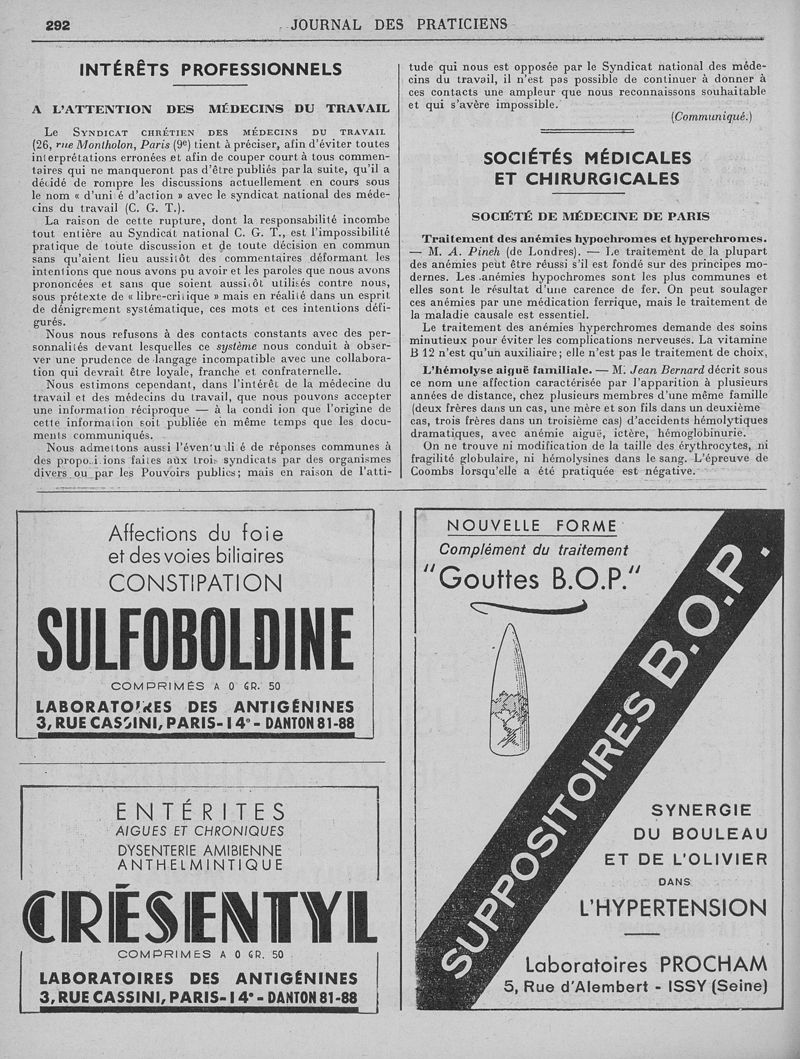 292
JOURNAL DES PRATICIENS
INTÉRÊTS PROFESSIONNELS
A L'ATTENTION DES MÉDECINS DU TRAVAIL
Le SYNDICAT CHRÉTIEN DES MÉDECINS DU TRAVAIL
(26, rue Montholon, Paris (9e) tient à préciser, afin d'éviter toutes
interprétations erronées et afin de couper court à tous commen-
taires qui ne manqueront pas d'être publiés par la suite, qu'il a
décidé de rompre les discussions actuellement en cours sous
le nom « d'unité d'action » avec le syndicat national des méde-
cins du travail (C. G. T.).
La raison de cette rupture, dont la responsabilité incombe
tout entière au Syndicat national C. G. T., est l'impossibilité
pratique de toute discussion et de toute décision en commun
sans qu'aient lieu aussitôt des commentaires déformant les
intentions que nous avons pu avoir et les paroles que nous avons
prononcées et sans que soient aussitôt utilisés contre nous,
sous prétexte de « libre-critique » mais en réalité dans un esprit
de dénigrement systématique, ces mots et ces intentions défi-
gurés.
Nous nous refusons à des contacts constants avec des per-
sonnalités devant lesquelles ce système nous conduit à obser-
ver une prudence de langage incompatible avec une collabora-
tion qui devrait être loyale, franche et confraternelle.
Nous estimons cependant, dans l'intérêt de la médecine du
travail et des médecins du travail, que nous pouvons accepter
une information réciproque — à la condi ion que l'origine de
cette information soit publiée en même temps que les docu-
ments communiqués.
Nous admettons aussi l'éventualité de réponses communes à
des propositions faites aux trois syndicats par des organismes
divers ou par les Pouvoirs publics; mais en raison de l'atti-
tude qui nous est opposée par le Syndicat national des méde-
cins du travail, il n'est pas possible de continuer à donner à
ces contacts une ampleur que nous reconnaissons souhaitable
et qui s'avère impossible.
(Communiqué.)
SOCIÉTÉS MÉDICALES
ET CHIRURGICALES
SOCIÉTÉ DE MÉDECINE DE PARIS
Traitement des anémies hypochromes et hyperchromes.
— M. A. Pineh (de Londres). — Le traitement de la plupart
des anémies peut être réussi s'il est fondé sur des principes mo-
dernes. Les anémies hypochromes sont les plus communes et
elles sont le résultat d'une carence de fer. On peut soulager
ces anémies par une médication ferrique, mais le traitement de
la maladie causale est essentiel.
Le traitement des anémies hyperchromes demande des soins
minutieux pour éviter les complications nerveuses. La vitamine
B 12 n'est qu'un auxiliaire; elle n'est pas le traitement de choix,
L'hémolyse aiguë familiale. — M. Jean Bernard décrit sous
ce nom une affection caractérisée par l'apparition à plusieurs
années de distance, chez plusieurs membres d'une même famille
(deux frères dans un cas, une mère et son fils dans un deuxième
cas, trois frères dans un troisième cas) d'accidents hémolytiques
dramatiques, avec anémie aiguë, ictère, hémoglobinurie.
On ne trouve ni modification de la taille des érythrocytes, ni
fragilité globulaire, ni hémolysines dans le sang. L'épreuve de
Coombs lorsqu'elle a été pratiquée est négative.
Affections du foie
et des voies biliaires
CONSTIPATION
SULFOBOLDINE
COMPRIMÉS A 0 GR. 50
LABORATOIRES DES ANTIGÉNINES
3, RUE CASSINI, PARIS-14e - DANTON 81-88
ENTÉRITES
AIGUES ET CHRONIQUES
DYSENTERIE AMIBIENNE
ANTHELMINTIQUE
CRÉSENTYL
COMPRIMÉS A 0 GR. 50
LABORATOIRES DES ANTIGÉNINES
3, RUE CASSINI, PARIS-14e - DANTON 81-88
NOUVELLE FORME
Complément du traitement
"Gouttes B.O.P."
SUPPOSITOIRES B.O.P.
SYNERGIE
DU BOULEAU
ET DE L'OLIVIER
DANS
L'HYPERTENSION
Laboratoires PROCHAM
5, Rue d'Alembert - ISSY (Seine)